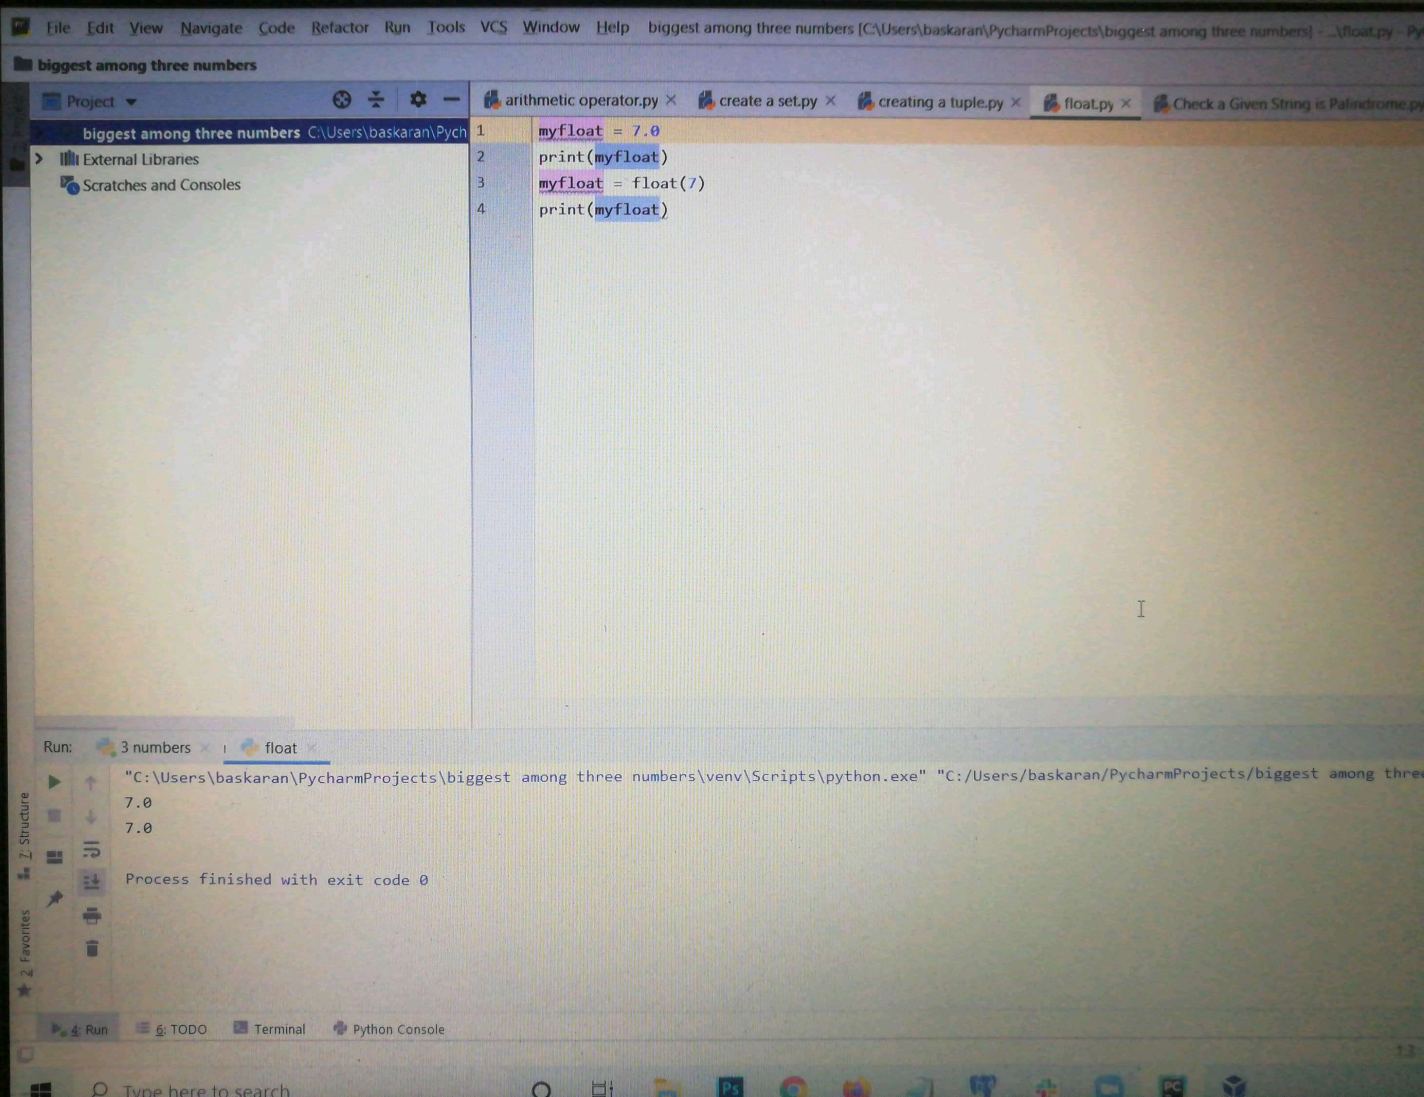 File Edit View Navigate Code Refactor Run Tools VCS Window Help biggest among three numbers [C:\Users\baskaran\PycharmProjects\biggest among three numbers] - ...\float.py - Py
biggest among three numbers
Project
arithmetic operator.py create a set.py creating a tuple.py float.py Check a Given String is Palindrome.py
biggest among three numbers C:\Users\baskaran\Pych
External Libraries
Scratches and Consoles
1 myfloat = 7.0
2 print(myfloat)
3 myfloat = float(7)
4 print(myfloat)
Run: 3 numbers float
"C:\Users\baskaran\PycharmProjects\biggest among three numbers\venv\Scripts\python.exe" "C:/Users/baskaran/PycharmProjects/biggest among three
7.0
7.0
Process finished with exit code 0
7: Structure
2: Favorites
4: Run 6: TODO Terminal Python Console
Type here to search
Ps
PC